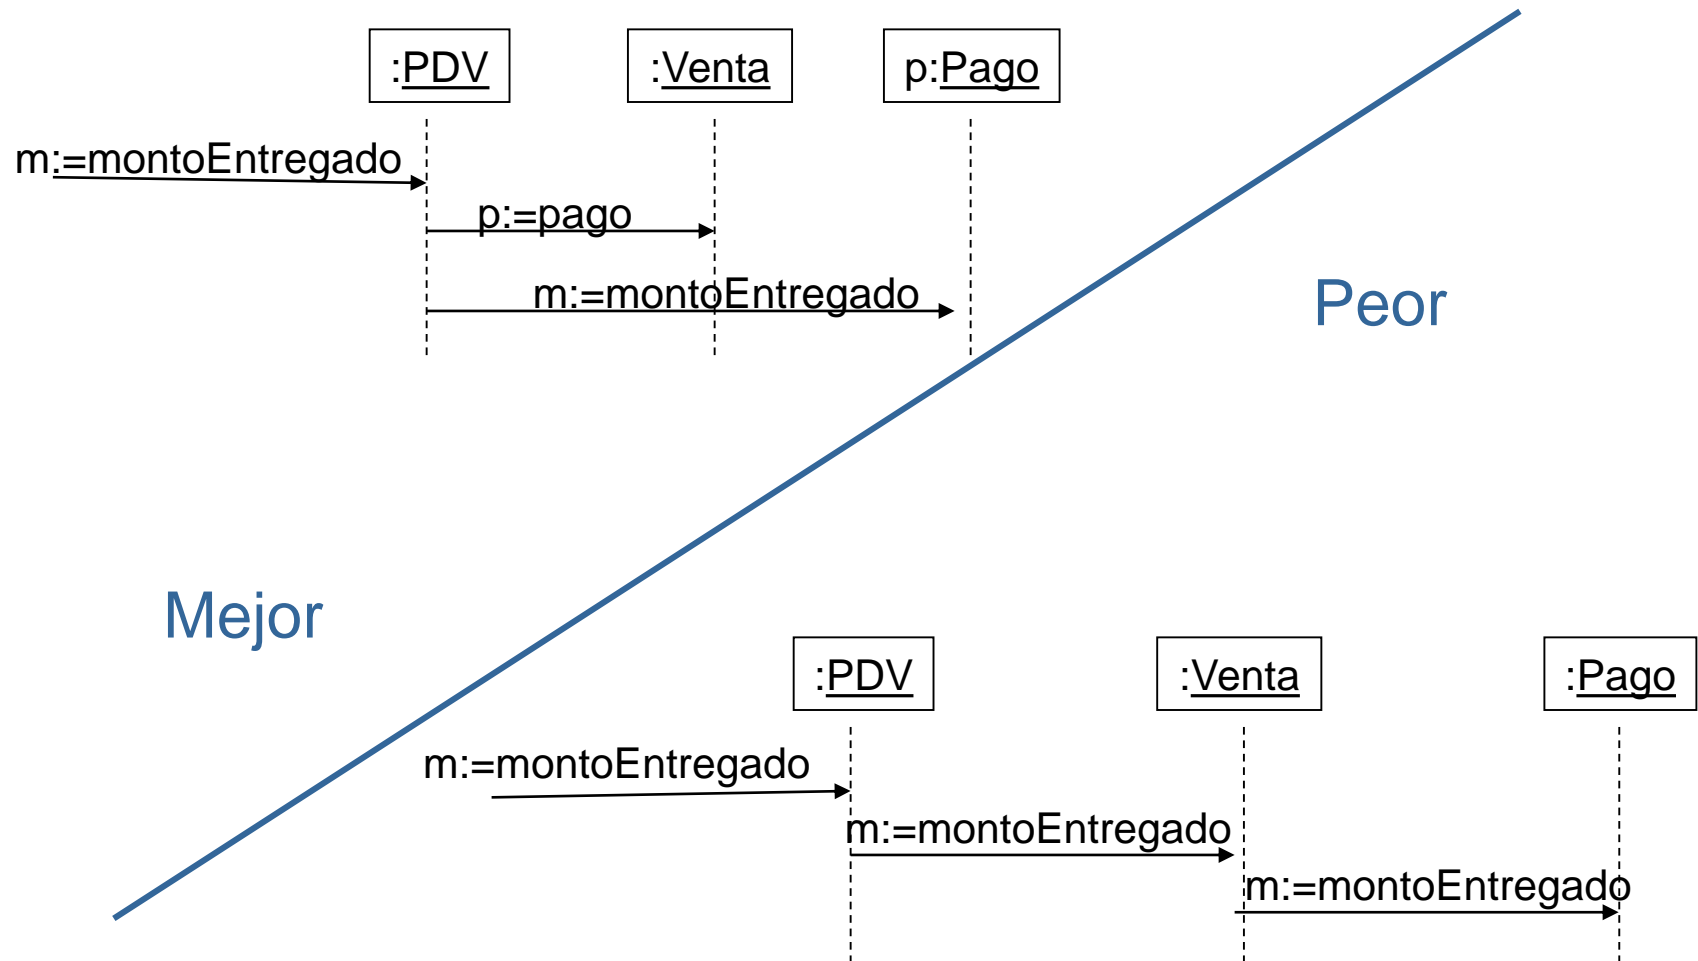 :PDV
:Venta
p:Pago
m:=montoEntregado
p:=pago
m:=montoEntregado
Peor
Mejor
:PDV
:Venta
:Pago
m:=montoEntregado
m:=montoEntregado
m:=montoEntregado